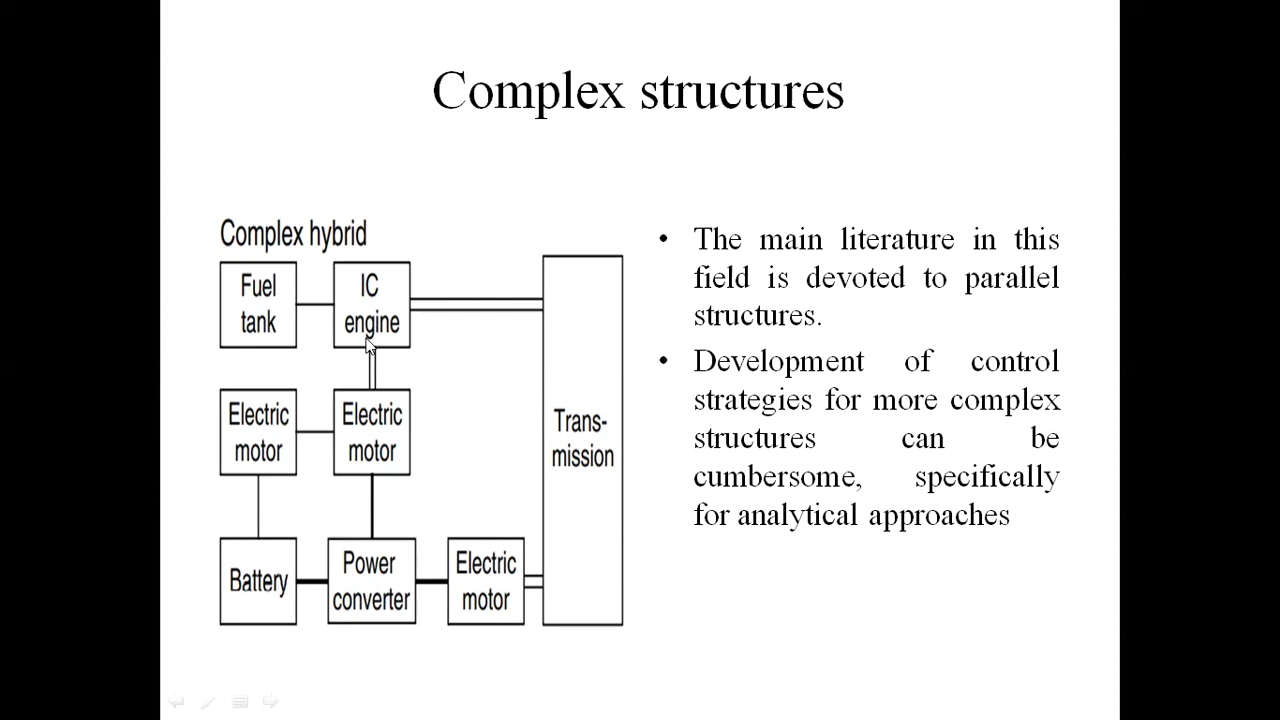 Complex structures
Complex hybrid
Fuel
tank
IC
engine
Electric
motor
Electric
motor
Trans-
mission
Battery
Power
converter
Electric
motor
• The main literature in this
field is devoted to parallel
structures.
• Development of control
strategies for more complex
structures can be
cumbersome, specifically
for analytical approaches